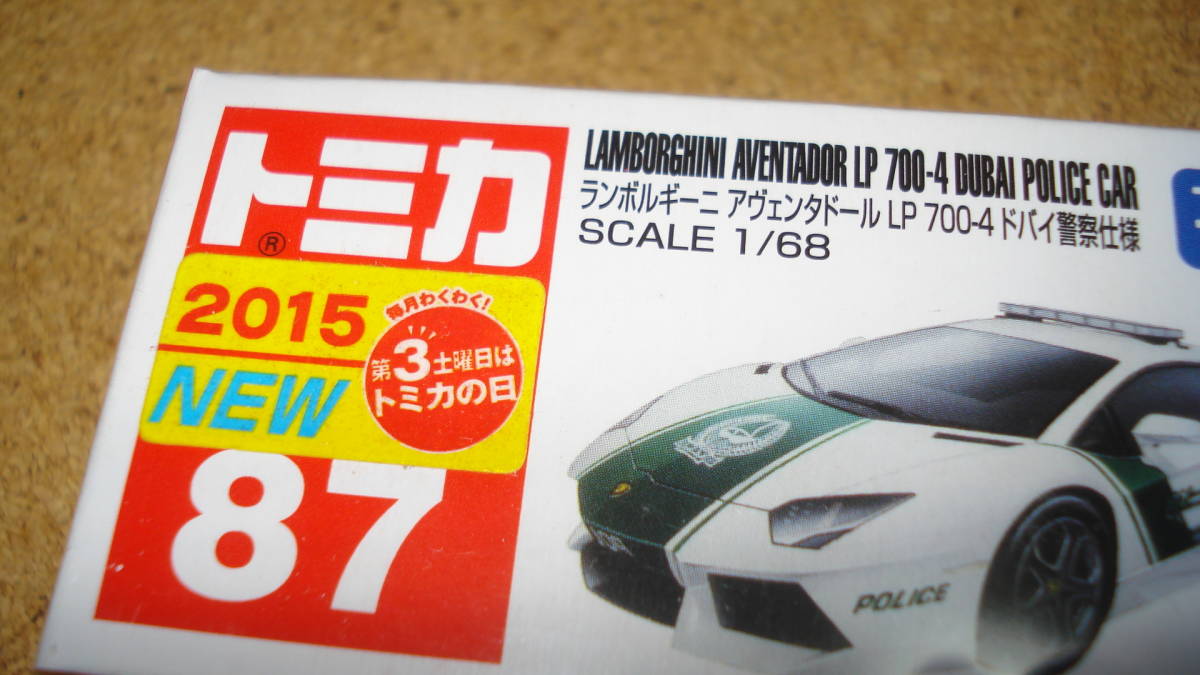 トミカ
®
2015
NEW
毎月わくわく!
第3土曜日は
トミカの日
87
LAMBORGHINI AVENTADOR LP 700-4 DUBAI POLICE CAR
ランボルギーニ アヴェンタドール LP 700-4 ドバイ警察仕様
SCALE 1/68
POLICE